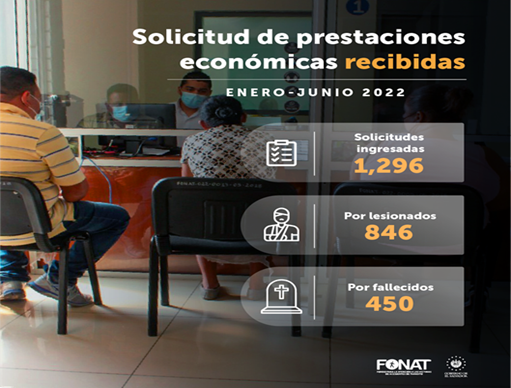 Solicitud de prestaciones
económicas recibidas
ENERO-JUNIO 2022
Solicitudes
ingresadas
1,296
Por lesionados
846
Por fallecidos
450
FONAT